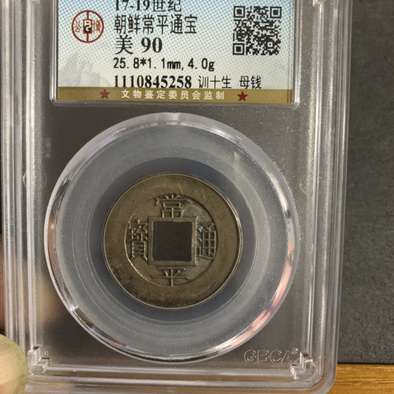 17-19世纪
朝鲜常平通宝
美 90
25.8*1.1mm,4.0g
1110845258 训十生 母钱
★ 文物鉴定委员会监制 ★
常
寶 通
平
GBCA